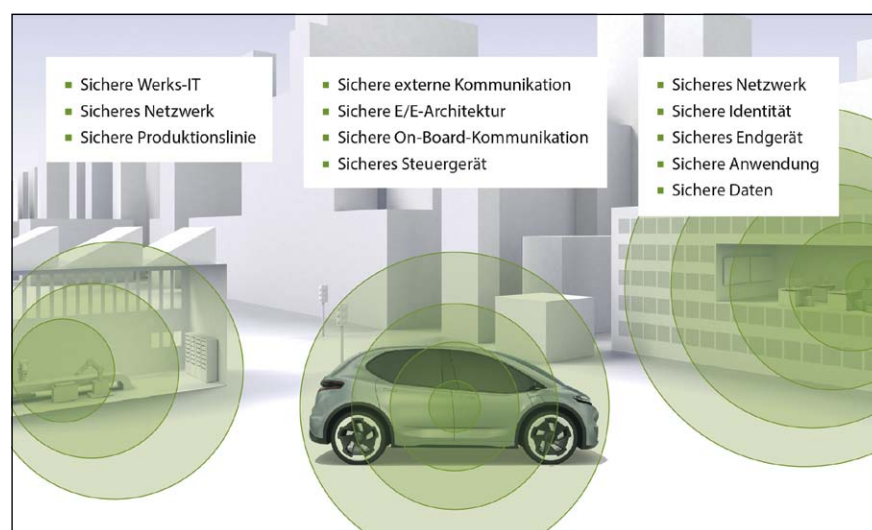 Sichere Werks-IT
Sicheres Netzwerk
Sichere Produktionslinie
Sichere externe Kommunikation
Sichere E/E-Architektur
Sichere On-Board-Kommunikation
Sicheres Steuergerät
Sicheres Netzwerk
Sichere Identität
Sicheres Endgerät
Sichere Anwendung
Sichere Daten